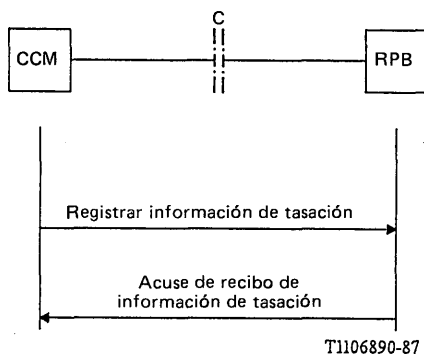 C
CCM
RPB
Registrar información de tasación
Acuse de recibo de
información de tasación
T1106890-87